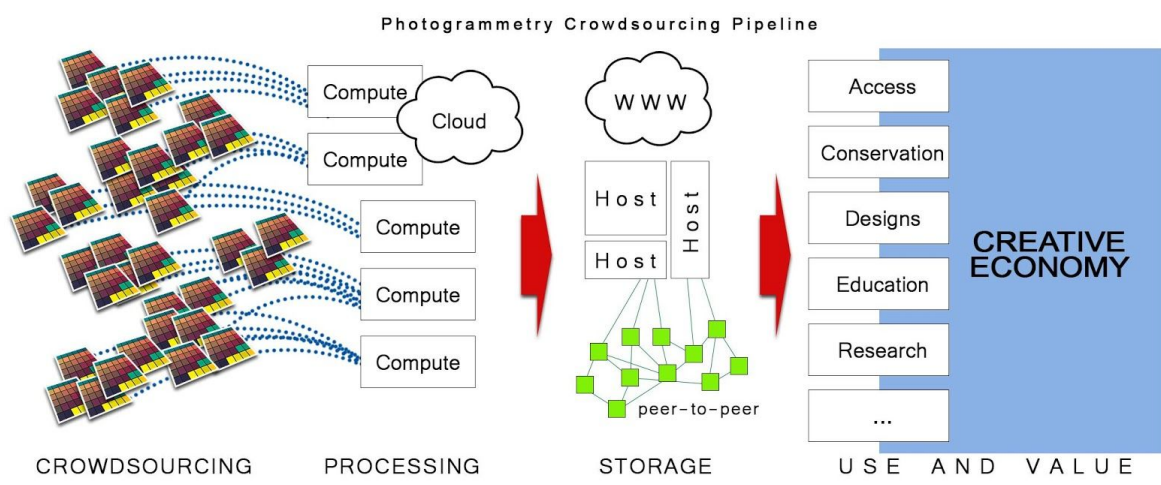 Photogrammetry Crowdsourcing Pipeline
Compute
Cloud
Compute
Compute
Compute
Compute
WWW
Host
Host
Host
peer-to-peer
Access
Conservation
Designs
Education
Research
...
CREATIVE
ECONOMY
CROWDSOURCING
PROCESSING
STORAGE
USE AND VALUE